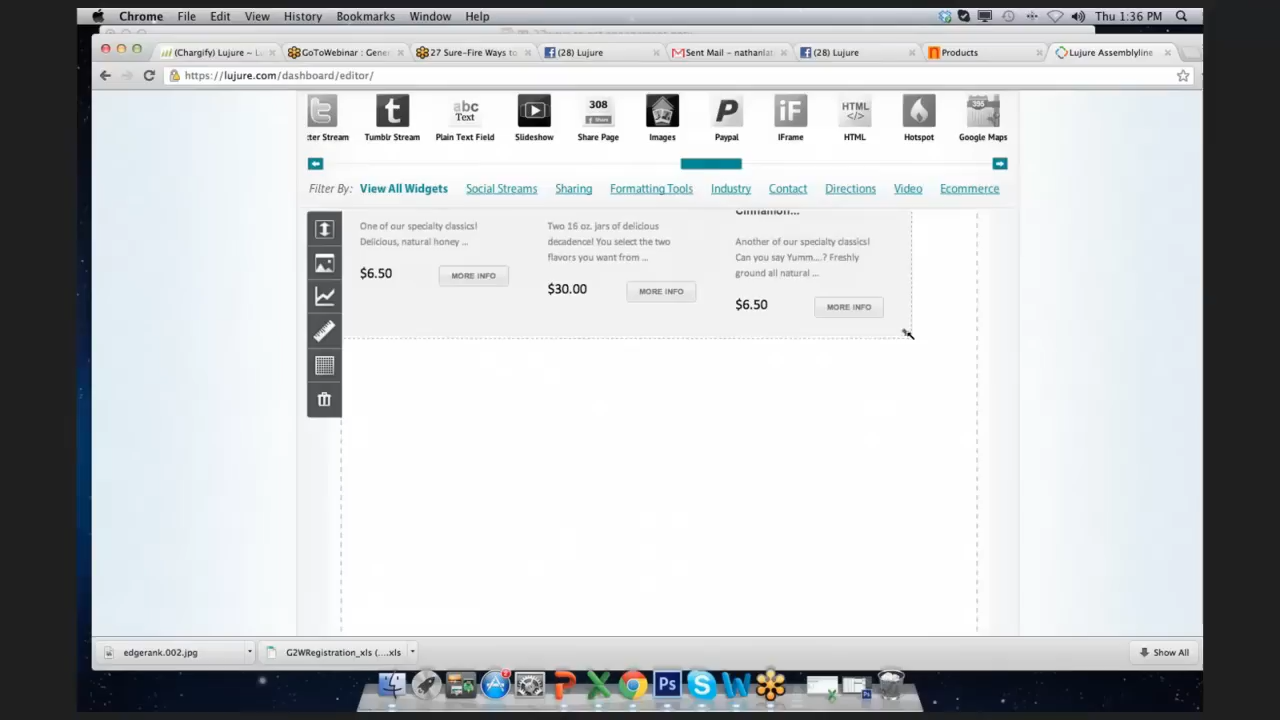 Chrome File Edit View History Bookmarks Window Help Thu 1:36 PM
(Chargify) Lujure ~ L GoToWebinar : Gener 27 Sure-Fire Ways to (28) Lujure Sent Mail - nathanlat (28) Lujure Products Lujure Assemblyline
https://lujure.com/dashboard/editor/
abc
Text
308
Share
iF
HTML
</>
395
tter Stream Tumblr Stream Plain Text Field Slideshow Share Page Images Paypal IFrame HTML Hotspot Google Maps
Filter By: View All Widgets Social Streams Sharing Formatting Tools Industry Contact Directions Video Ecommerce
Cinnamon...
One of our specialty classics!
Delicious, natural honey ...
$6.50 MORE INFO
Two 16 oz. jars of delicious
decadence! You select the two
flavors you want from ...
$30.00 MORE INFO
Another of our specialty classics!
Can you say Yumm....? Freshly
ground all natural ...
$6.50 MORE INFO
edgerank.002.jpg G2WRegistration_xls (....xls Show All
Ps